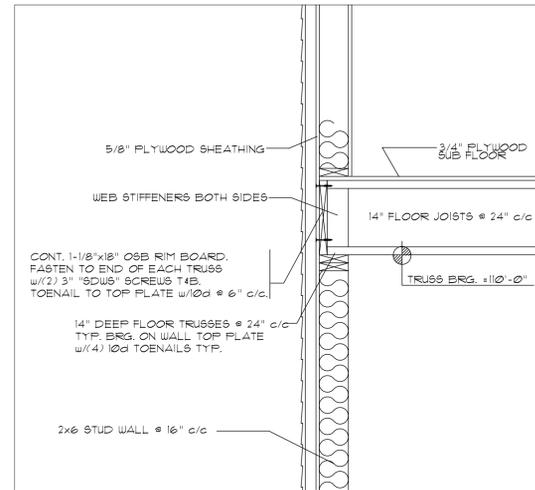 5/8" PLYWOOD SHEATHING
3/4" PLYWOOD
SUB FLOOR
WEB STIFFENERS BOTH SIDES
14" FLOOR JOISTS @ 24" c/c
CONT. 1-1/8"x18" OSB RIM BOARD.
FASTEN TO END OF EACH TRUSS
w/(2) 3" "SDWS" SCREWS T&B.
TOENAIL TO TOP PLATE w/10d @ 6" c/c.
TRUSS BRG. =110'-0"
14" DEEP FLOOR TRUSSES @ 24" c/c
TYP. BRG. ON WALL TOP PLATE
w/(4) 10d TOENAILS TYP.
2x6 STUD WALL @ 16" c/c